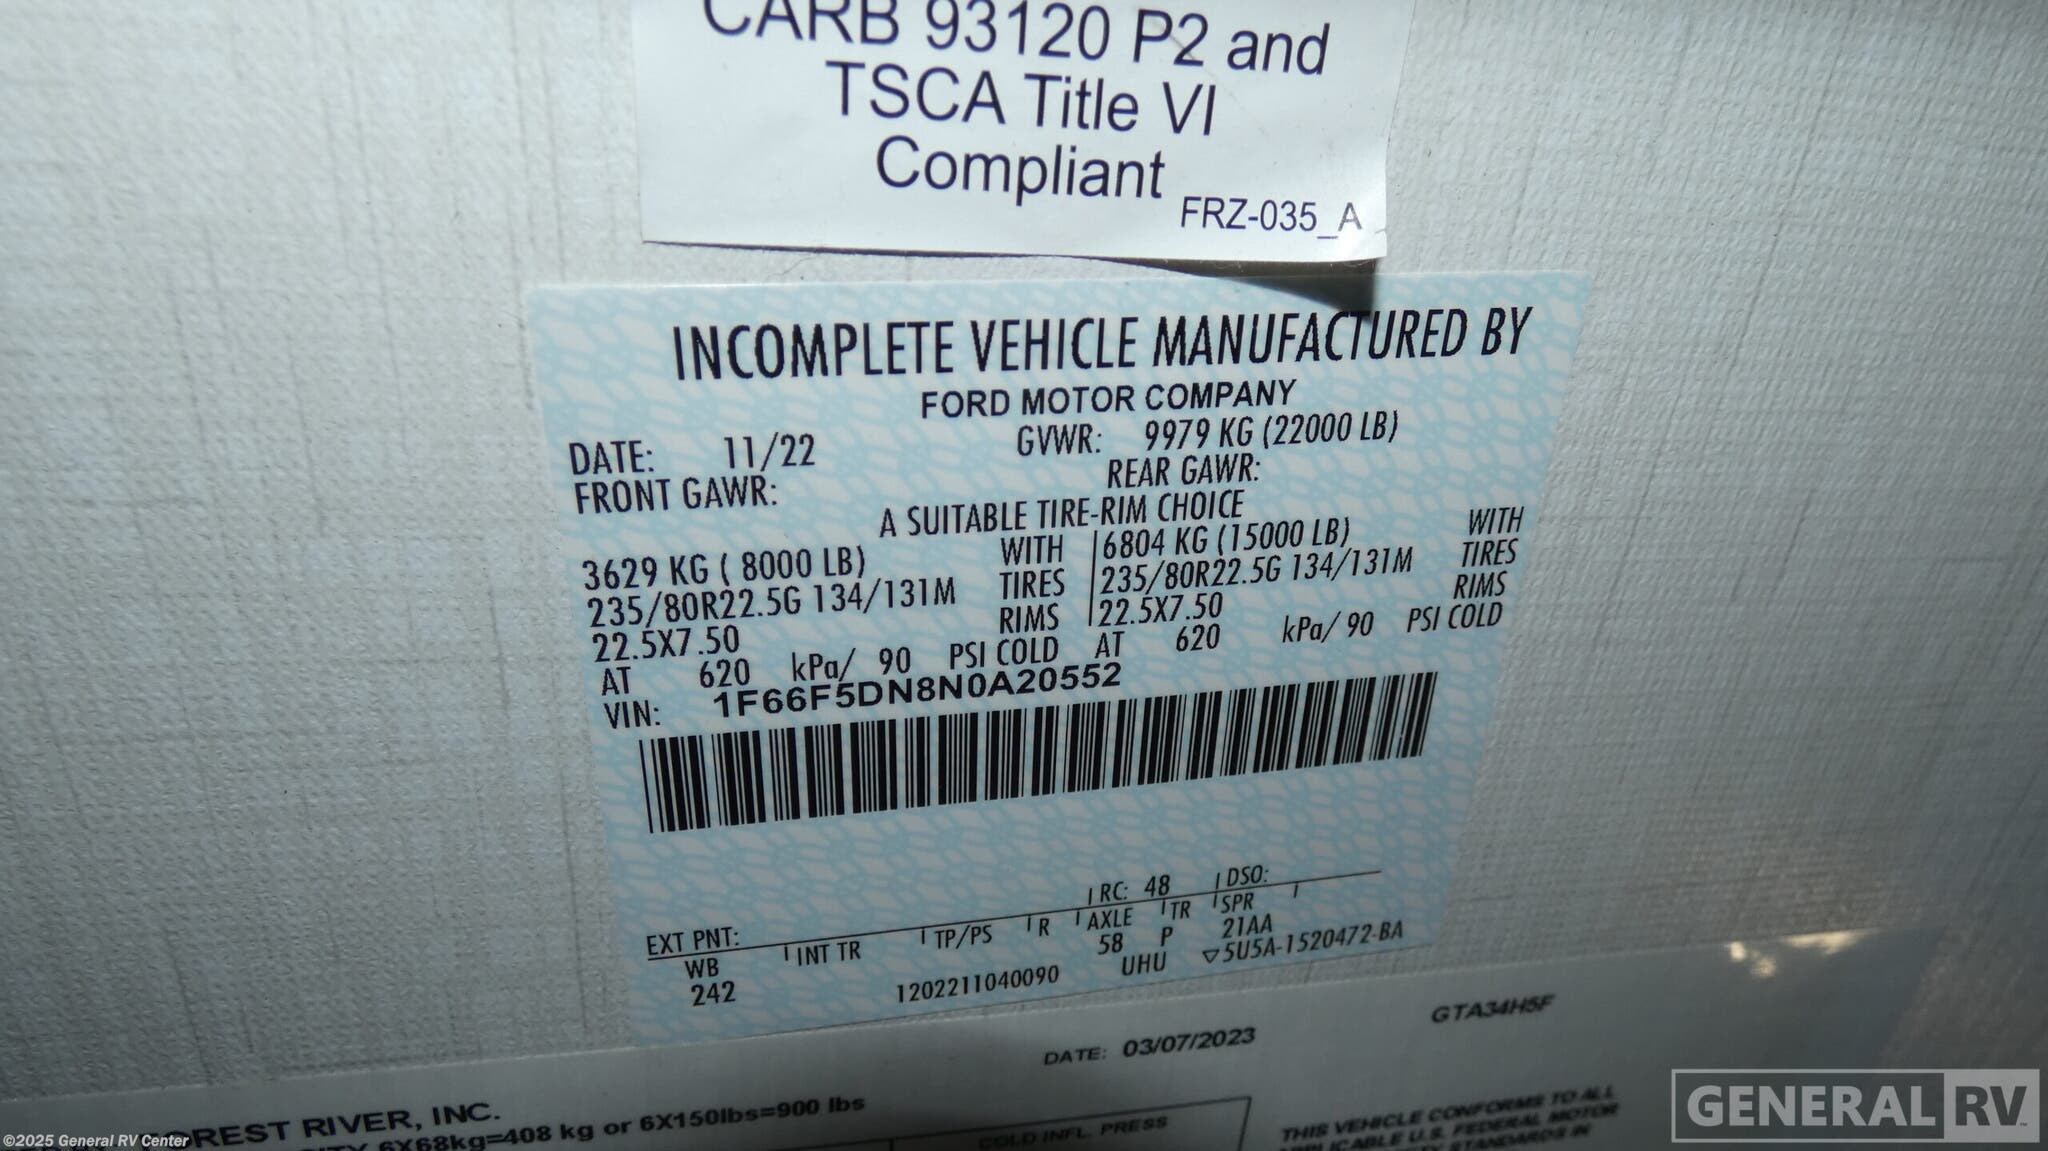 CARB 93120 P2 and
TSCA Title VI
Compliant
FRZ-035_A
INCOMPLETE VEHICLE MANUFACTURED BY
FORD MOTOR COMPANY
DATE: 11/22 GVWR: 9979 KG (22000 LB)
FRONT GAWR: REAR GAWR:
A SUITABLE TIRE-RIM CHOICE
3629 KG ( 8000 LB) WITH 6804 KG (15000 LB) WITH
235/80R22.5G 134/131M TIRES 235/80R22.5G 134/131M TIRES
22.5X7.50 RIMS 22.5X7.50 RIMS
AT 620 kPa/ 90 PSI COLD AT 620 kPa/ 90 PSI COLD
VIN: 1F66F5DN8N0A20552
EXT PNT: RC: 48 DSO:
WB INT TR TP/PS R AXLE TR SPR
242 58 P 21AA
1202211040090 UHU ▽5U5A-1520472-BA
DATE: 03/07/2023 GTA34H5F
FOREST RIVER, INC.
6X68kg=408 kg or 6X150lbs=900 lbs
COLD INFL. PRESS
THIS VEHICLE CONFORMS TO ALL
U.S. FEDERAL MOTOR
STANDARDS IN
GENERAL RV
©2025 General RV Center